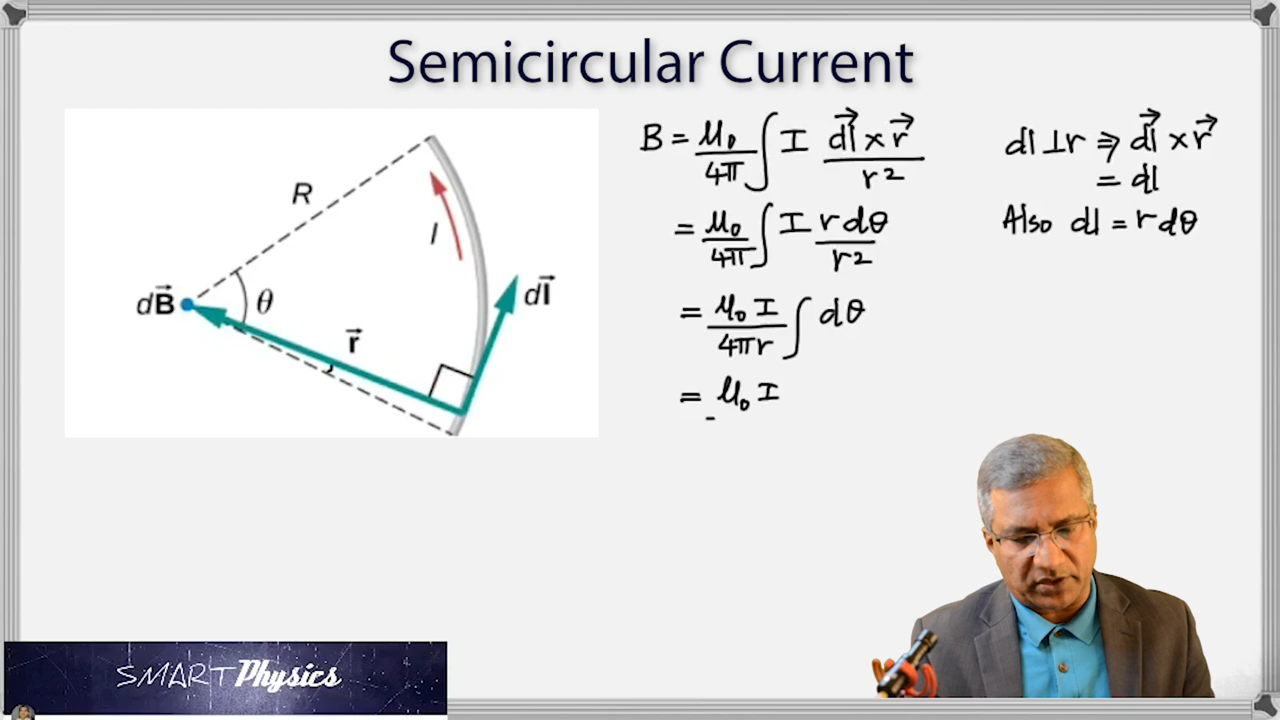 Semicircular Current
R
I
dB⃗
θ
r⃗
dl⃗
B = μ₀/4π ∫ I dl⃗ × r⃗ / r²
= μ₀/4π ∫ I r dθ / r²
= μ₀ I / 4πr ∫ dθ
= μ₀ I
dl ⊥ r ⇒ dl⃗ × r⃗
= dl
Also dl = r dθ
SMART Physics